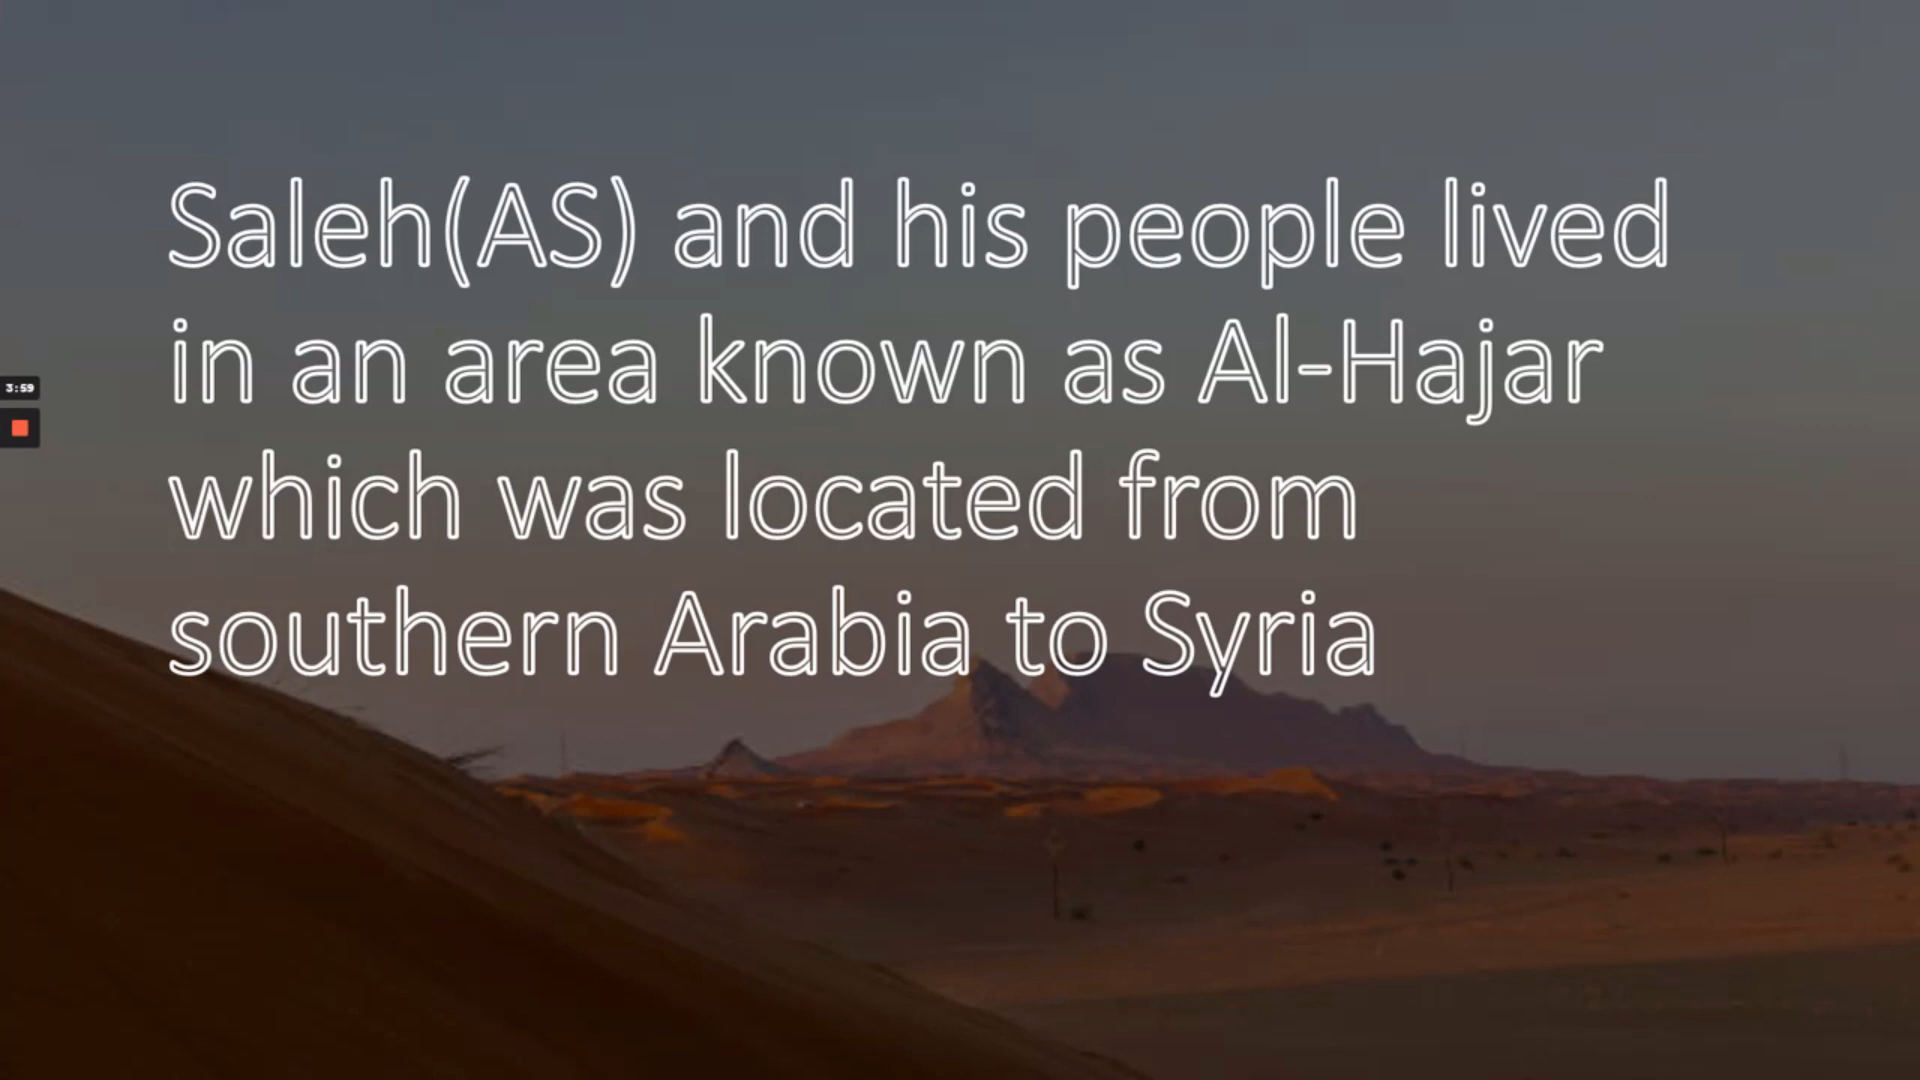 Saleh(AS) and his people lived
in an area known as Al-Hajar
which was located from
southern Arabia to Syria
3:59